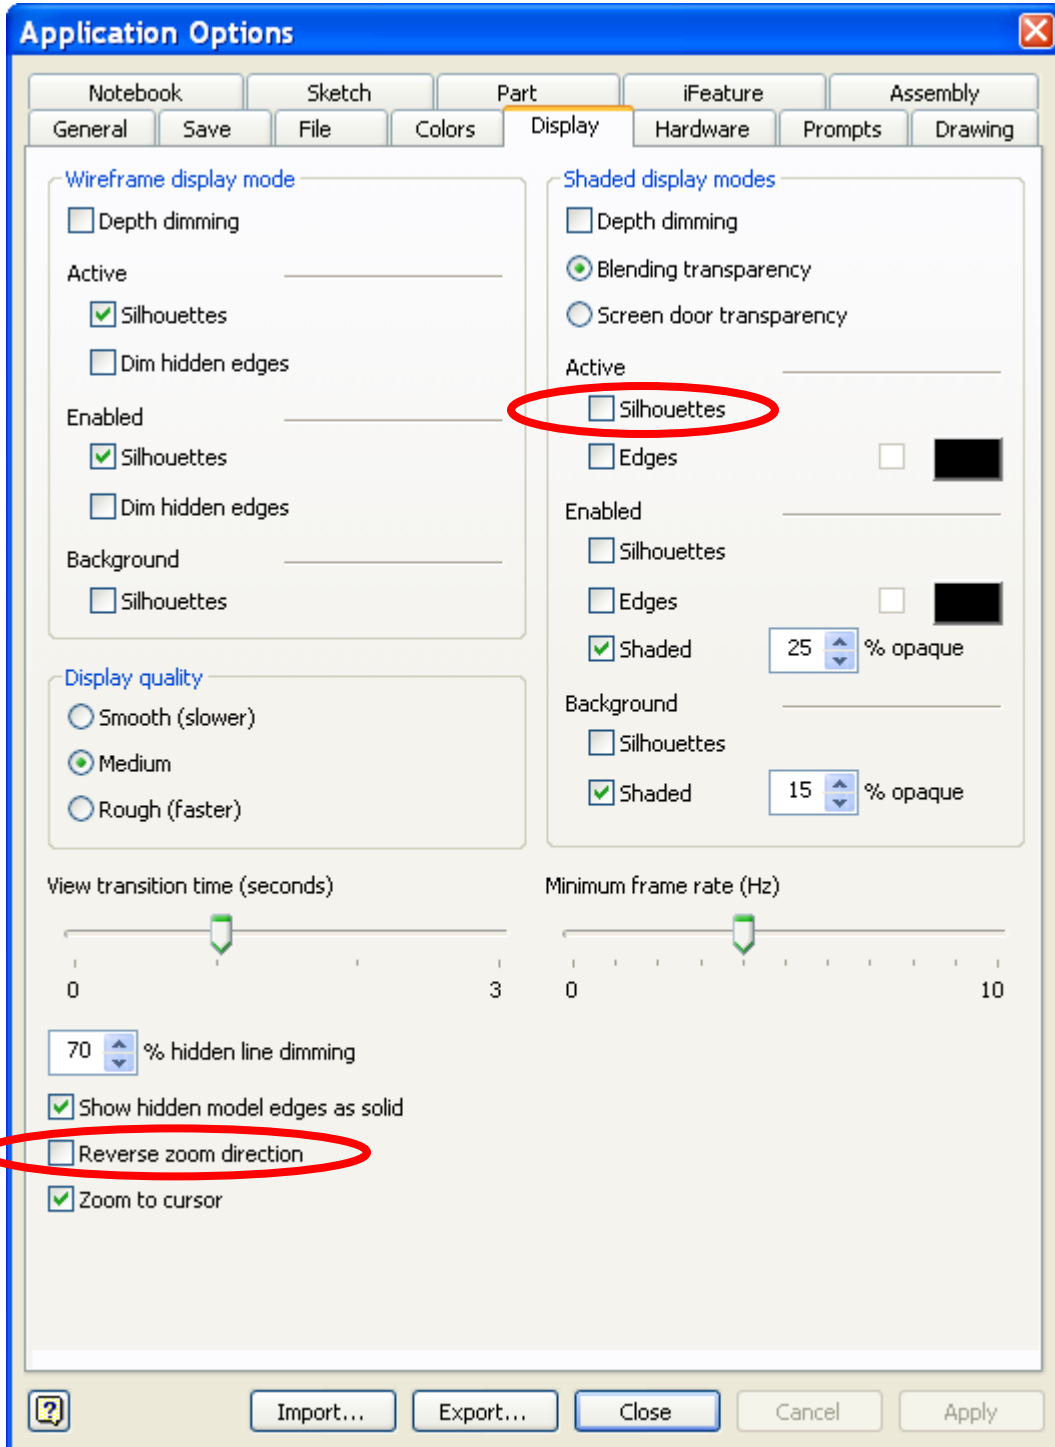 Application Options
Notebook Sketch Part iFeature Assembly
General Save File Colors Display Hardware Prompts Drawing
Wireframe display mode
Depth dimming
Active
Silhouettes
Dim hidden edges
Enabled
Silhouettes
Dim hidden edges
Background
Silhouettes
Display quality
Smooth (slower)
Medium
Rough (faster)
Shaded display modes
Depth dimming
Blending transparency
Screen door transparency
Active
Silhouettes
Edges
Enabled
Silhouettes
Edges
Shaded 25 % opaque
Background
Silhouettes
Shaded 15 % opaque
View transition time (seconds)
0 3
Minimum frame rate (Hz)
0 10
70 % hidden line dimming
Show hidden model edges as solid
Reverse zoom direction
Zoom to cursor
? Import... Export... Close Cancel Apply